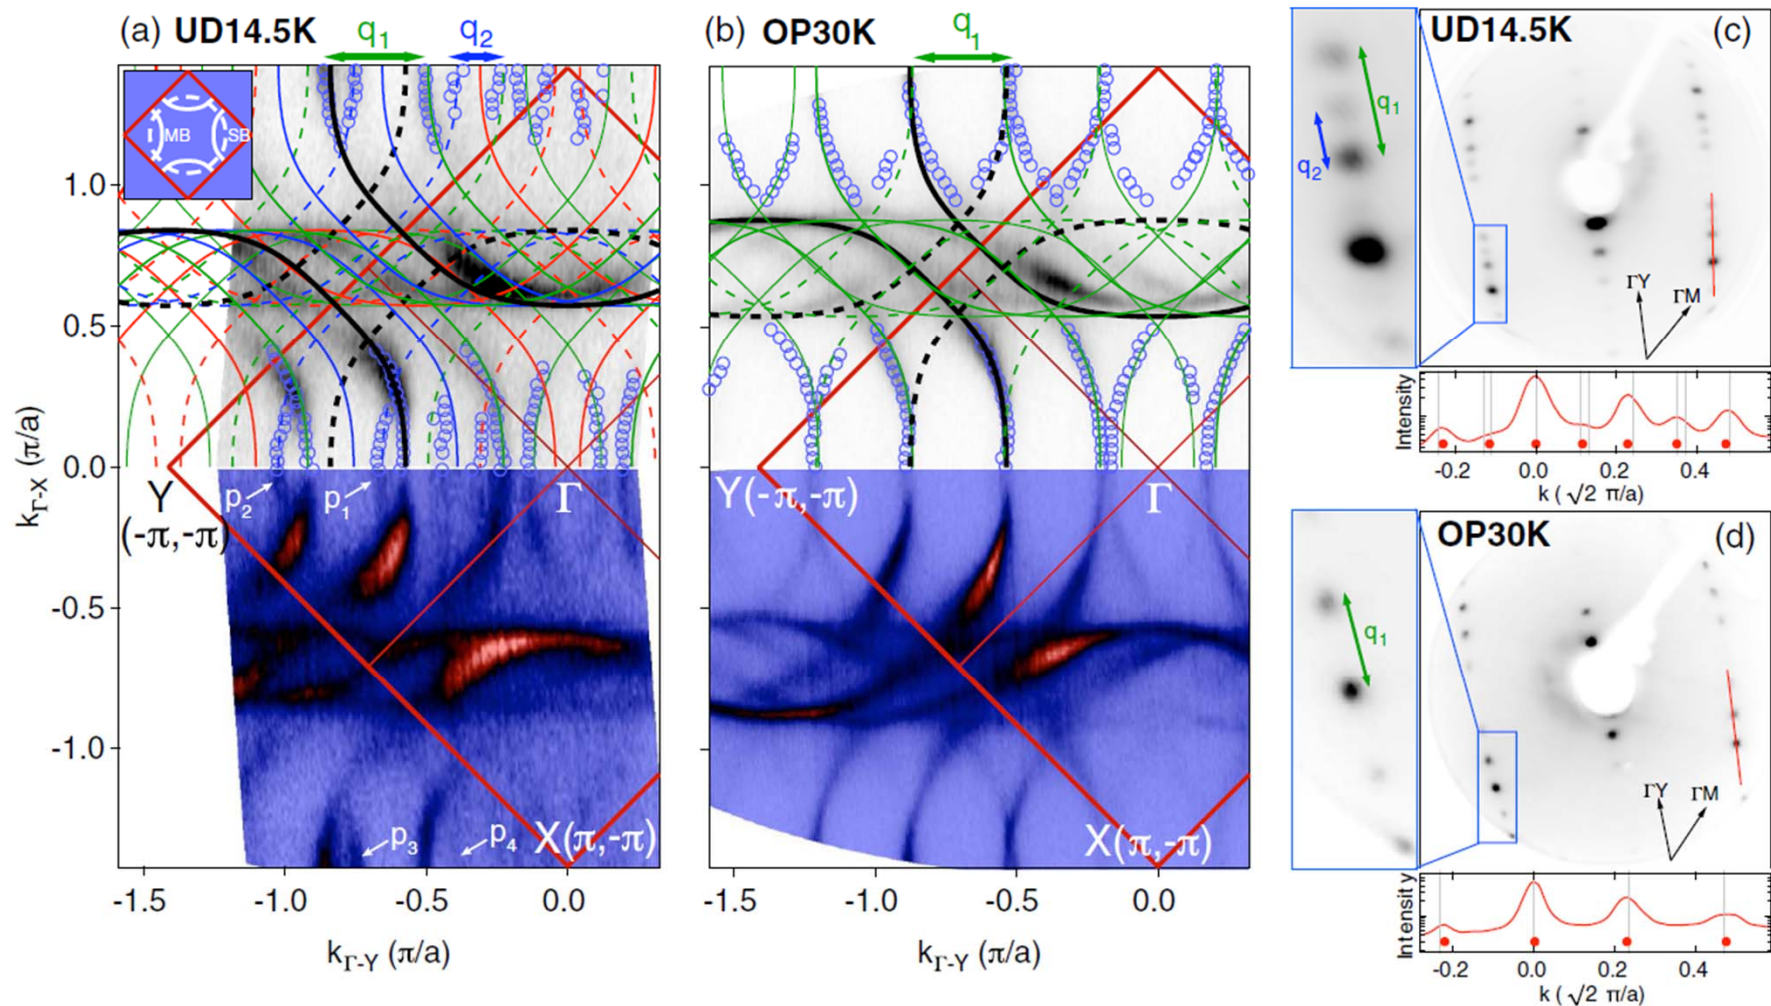 (a) UD14.5K q1 q2
MB SB
1.0
0.5
0.0
-0.5
-1.0
kΓ-X (π/a)
Y
(-π,-π)
p2 p1
Γ
p3 p4 X(π,-π)
-1.5 -1.0 -0.5 0.0
kΓ-Y (π/a)
(b) OP30K q1
Y(-π,-π) Γ
X(π,-π)
-1.5 -1.0 -0.5 0.0
kΓ-Y (π/a)
UD14.5K (c)
q1
q2
ΓY ΓM
Intensity
-0.2 0.0 0.2 0.4
k (√2 π/a)
OP30K (d)
q1
ΓY ΓM
Intensity
-0.2 0.0 0.2 0.4
k (√2 π/a)